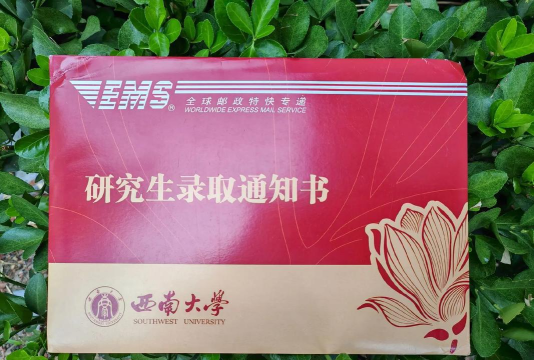 EMS®
全球邮政特快专递
WORLDWIDE EXPRESS MAIL SERVICE
研究生录取通知书
西南大学
SOUTHWEST UNIVERSITY